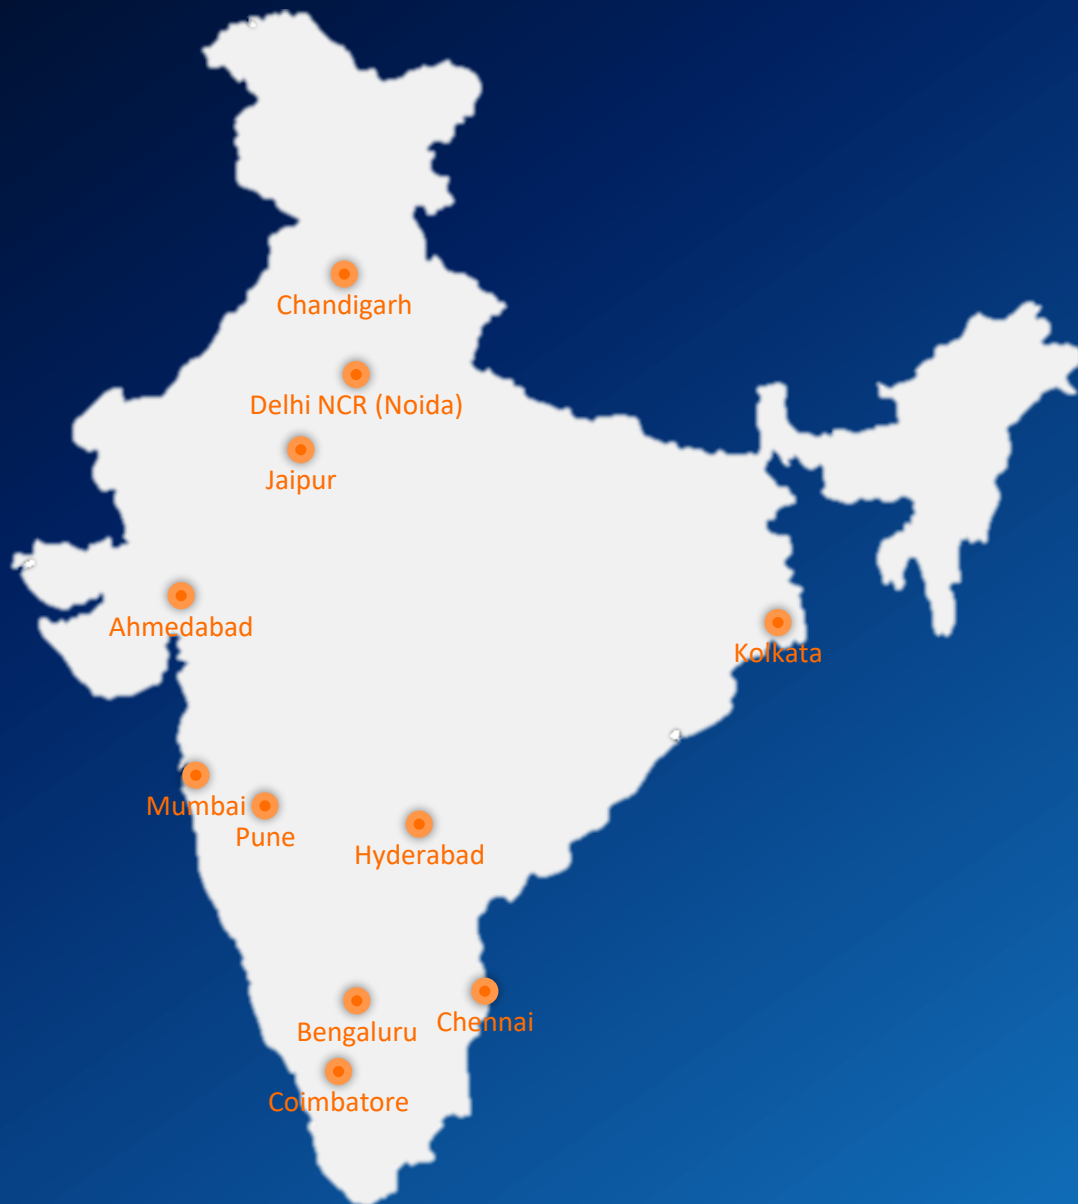 Chandigarh
Delhi NCR (Noida)
Jaipur
Ahmedabad
Kolkata
Mumbai
Pune
Hyderabad
Bengaluru
Chennai
Coimbatore